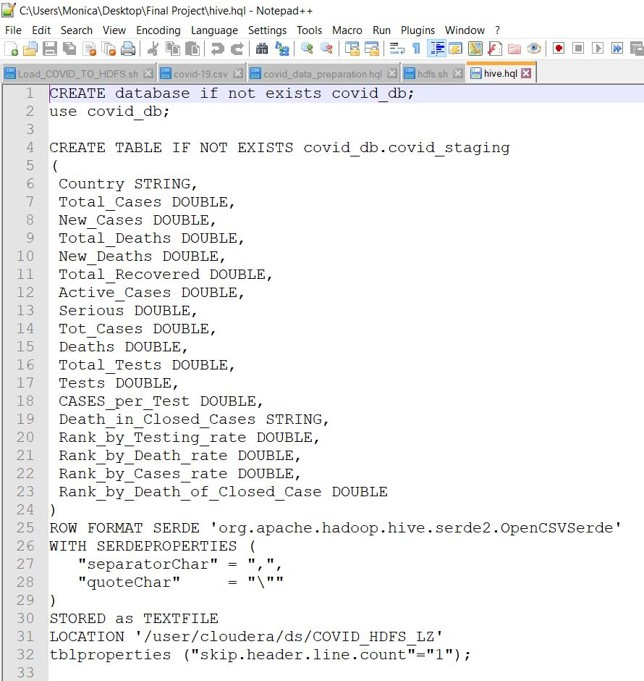 C:\Users\Monica\Desktop\Final Project\hive.hql - Notepad++
File Edit Search View Encoding Language Settings Tools Macro Run Plugins Window ?
Load_COVID_TO_HDFS.sh covid-19.csv covid_data_preparation.hql hdfs.sh hive.hql
1 CREATE database if not exists covid_db;
2 use covid_db;
3
4 CREATE TABLE IF NOT EXISTS covid_db.covid_staging
5 (
6 Country STRING,
7 Total_Cases DOUBLE,
8 New_Cases DOUBLE,
9 Total_Deaths DOUBLE,
10 New_Deaths DOUBLE,
11 Total_Recovered DOUBLE,
12 Active_Cases DOUBLE,
13 Serious DOUBLE,
14 Tot_Cases DOUBLE,
15 Deaths DOUBLE,
16 Total_Tests DOUBLE,
17 Tests DOUBLE,
18 CASES_per_Test DOUBLE,
19 Death_in_Closed_Cases STRING,
20 Rank_by_Testing_rate DOUBLE,
21 Rank_by_Death_rate DOUBLE,
22 Rank_by_Cases_rate DOUBLE,
23 Rank_by_Death_of_Closed_Case DOUBLE
24 )
25 ROW FORMAT SERDE 'org.apache.hadoop.hive.serde2.OpenCSVSerde'
26 WITH SERDEPROPERTIES (
27 "separatorChar" = ",",
28 "quoteChar" = "\""
29 )
30 STORED as TEXTFILE
31 LOCATION '/user/cloudera/ds/COVID_HDFS_LZ'
32 tblproperties ("skip.header.line.count"="1");
33